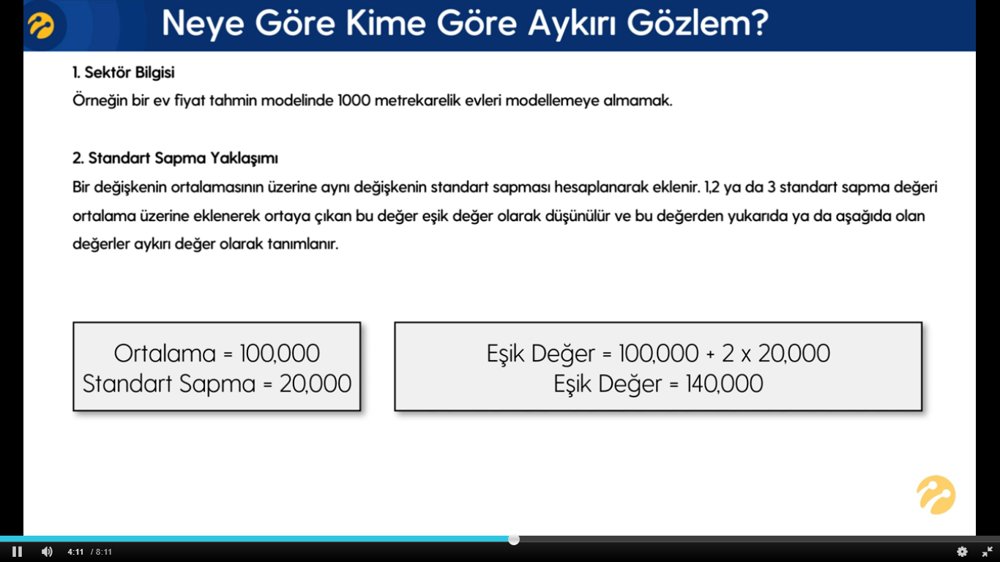 Neye Göre Kime Göre Aykırı Gözlem?
1. Sektör Bilgisi
Örneğin bir ev fiyat tahmin modelinde 1000 metrekarelik evleri modellemeye almamak.
2. Standart Sapma Yaklaşımı
Bir değişkenin ortalamasının üzerine aynı değişkenin standart sapması hesaplanarak eklenir. 1,2 ya da 3 standart sapma değeri
ortalama üzerine eklenerek ortaya çıkan bu değer eşik değer olarak düşünülür ve bu değerden yukarıda ya da aşağıda olan
değerler aykırı değer olarak tanımlanır.
Ortalama = 100,000
Standart Sapma = 20,000
Eşik Değer = 100,000 + 2 x 20,000
Eşik Değer = 140,000
4:11 / 8:11